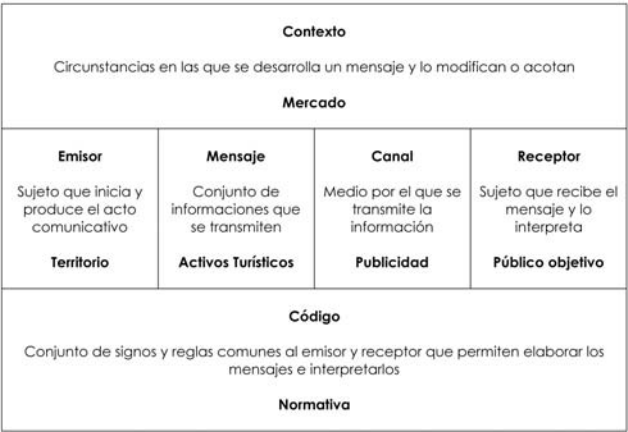 Contexto
Circunstancias en las que se desarrolla un mensaje y lo modifican o acotan
Mercado
Emisor
Sujeto que inicia y
produce el acto
comunicativo
Territorio
Mensaje
Conjunto de
informaciones que
se transmiten
Activos Turísticos
Canal
Medio por el que se
transmite la
información
Publicidad
Receptor
Sujeto que recibe el
mensaje y lo
interpreta
Público objetivo
Código
Conjunto de signos y reglas comunes al emisor y receptor que permiten elaborar los
mensajes e interpretarlos
Normativa